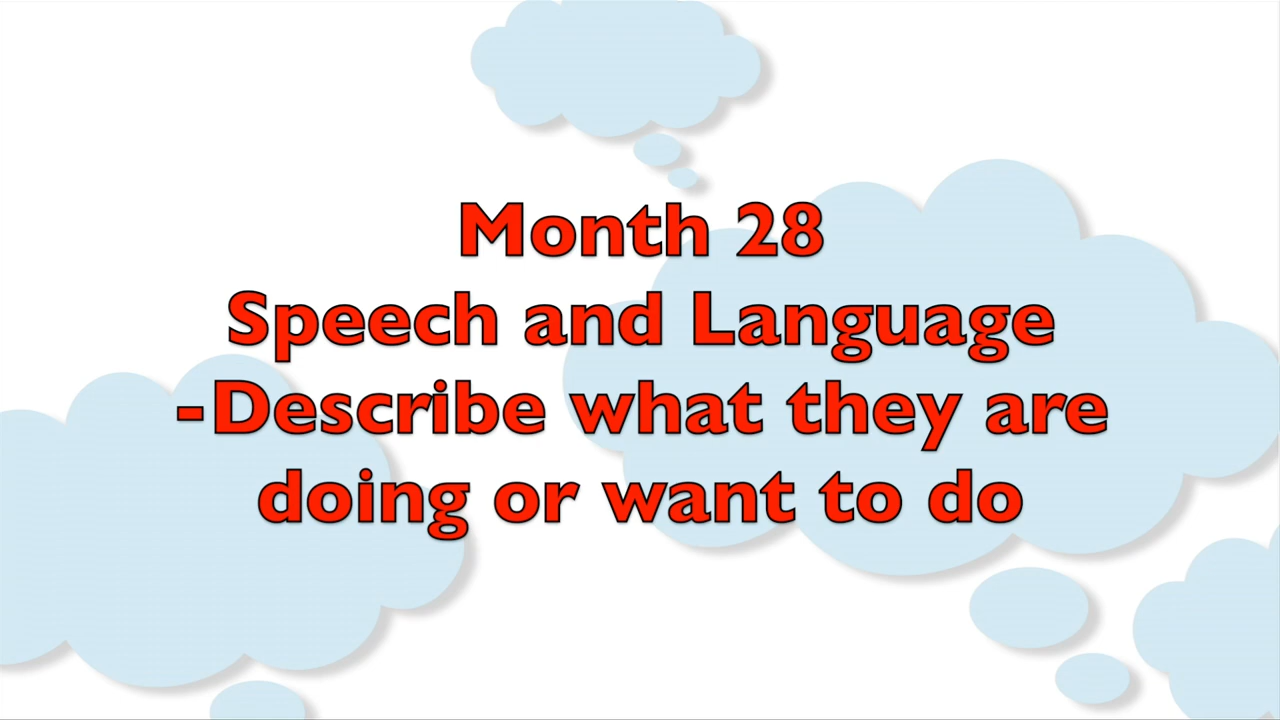 Month 28
Speech and Language
-Describe what they are
doing or want to do